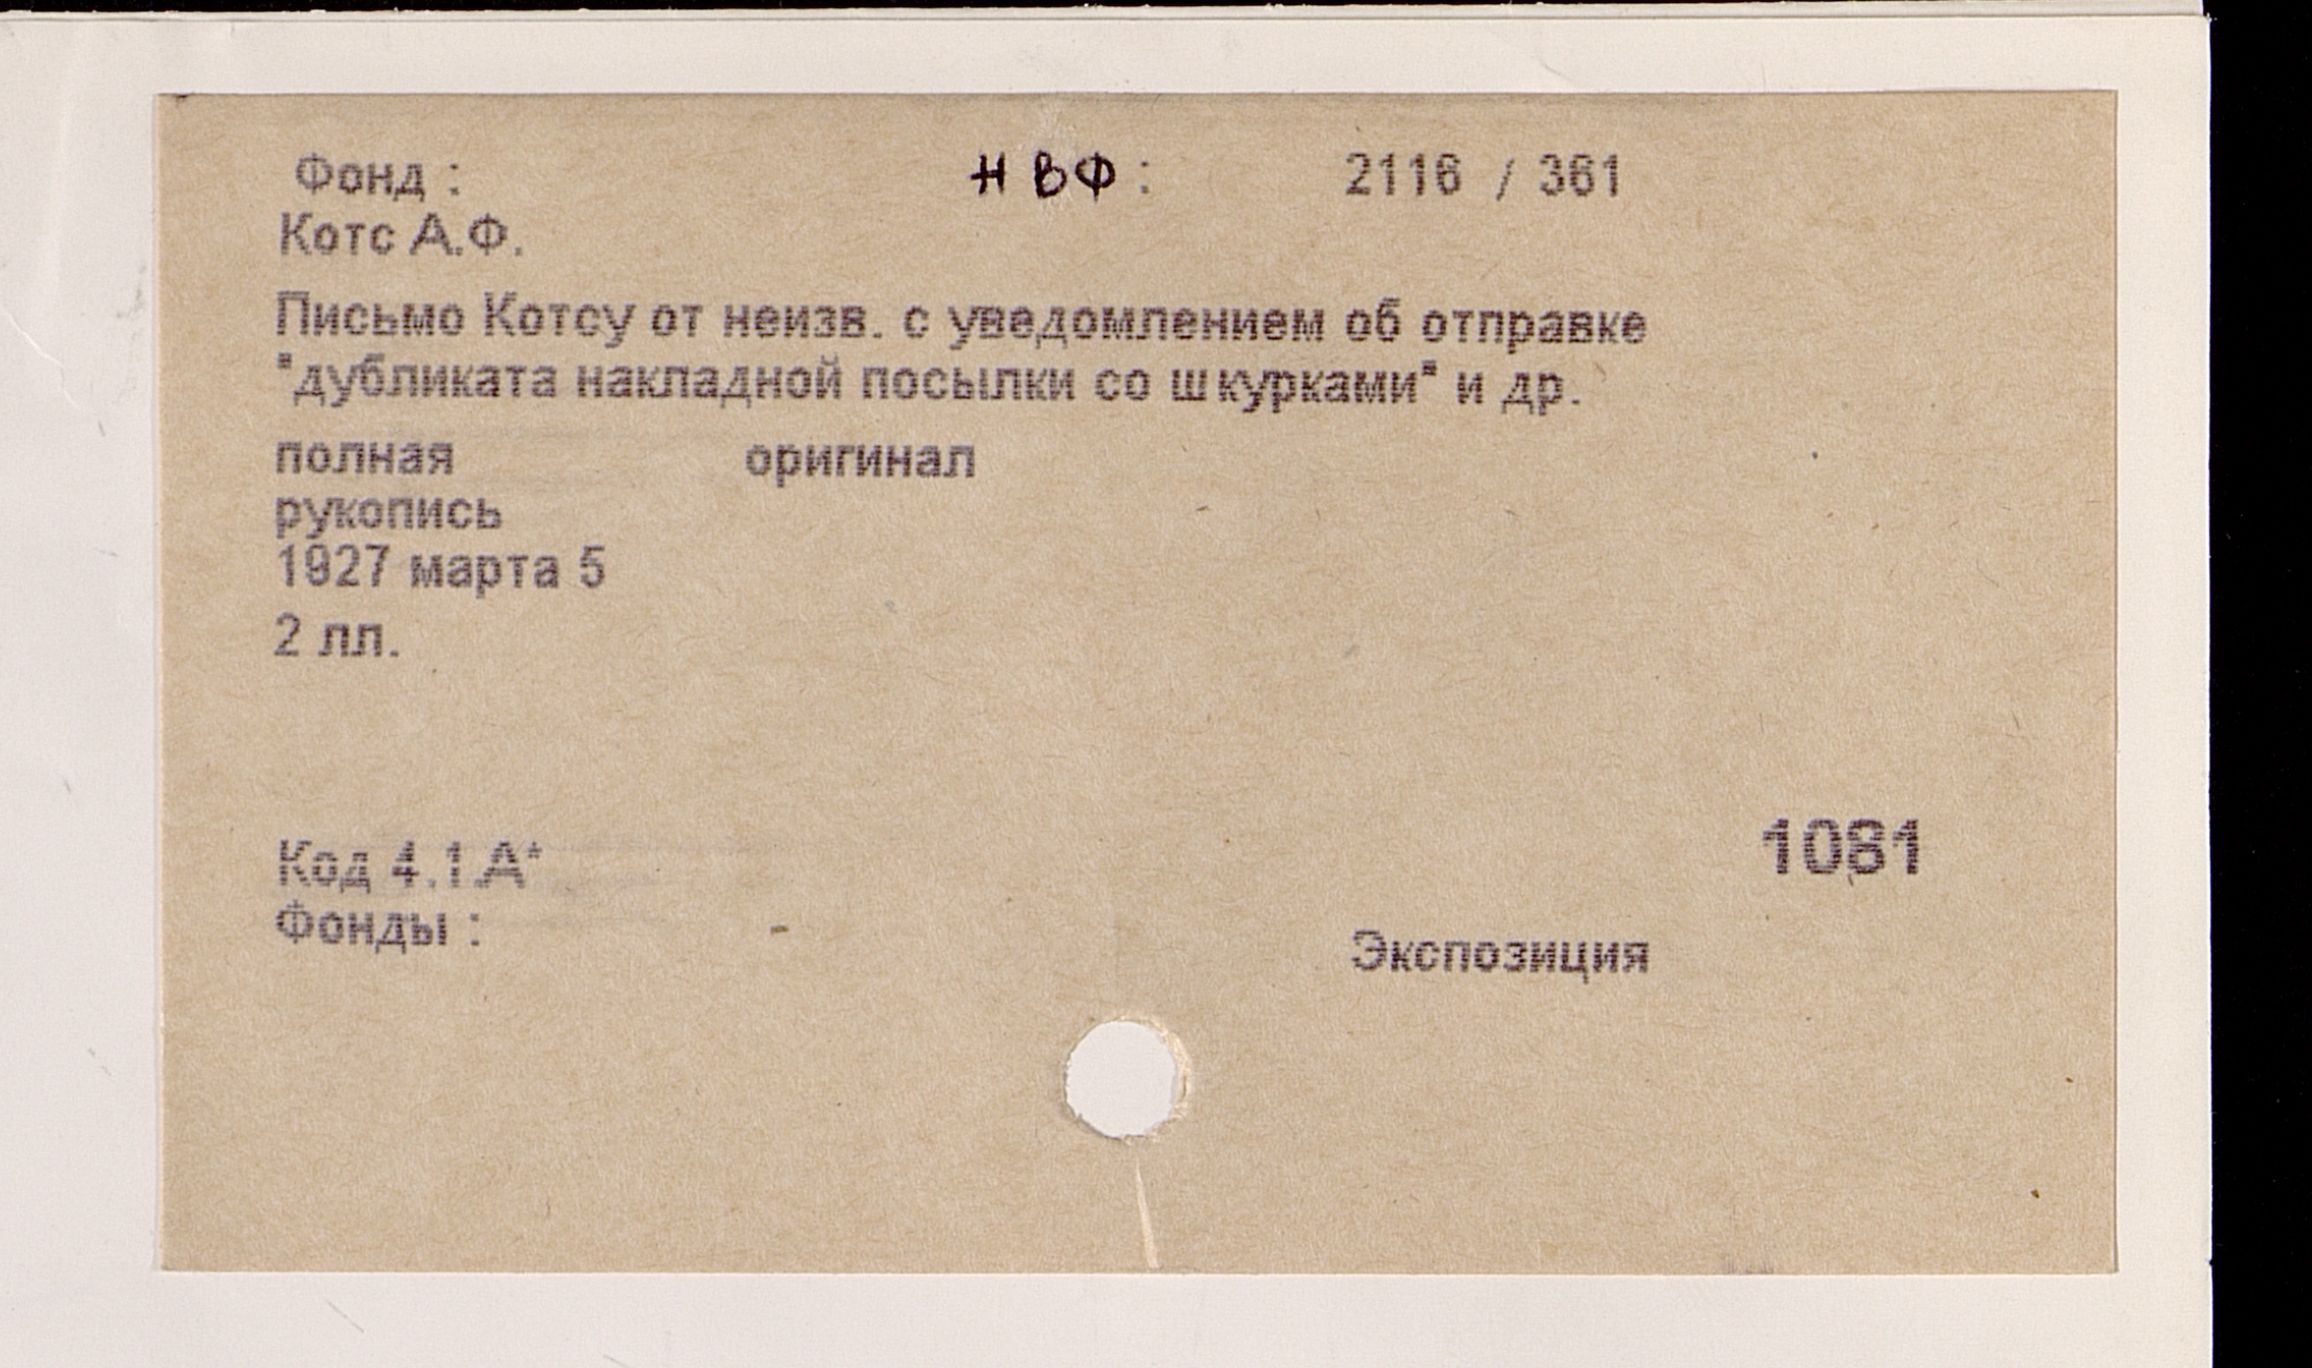 Фонд : НВФ : 2116 / 361
Котс А.Ф.
Письмо Котсу от неизв. с уведомлением об отправке
"дубликата накладной посылки со шкурками" и др.
полная оригинал
рукопись
1927 марта 5
2 лл.
1081
Код 4.1.А*
Фонды : -
Экспозиция